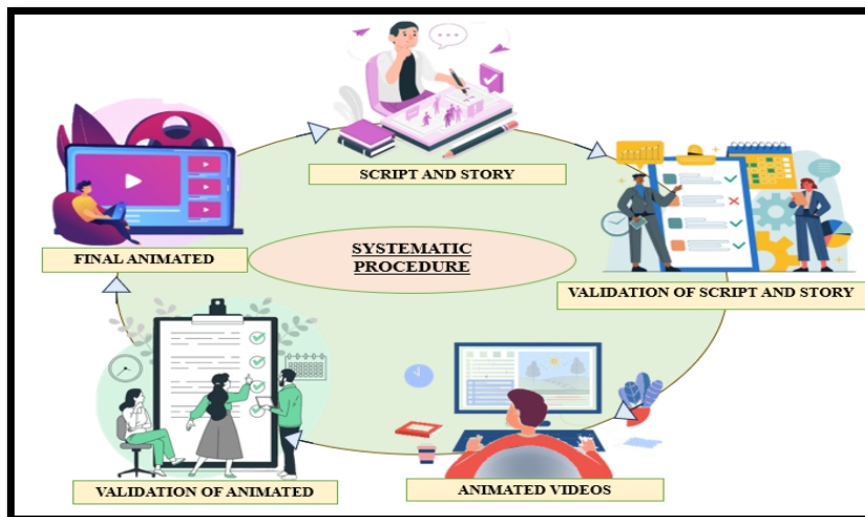 SCRIPT AND STORY
FINAL ANIMATED
SYSTEMATIC
PROCEDURE
VALIDATION OF SCRIPT AND STORY
VALIDATION OF ANIMATED
ANIMATED VIDEOS